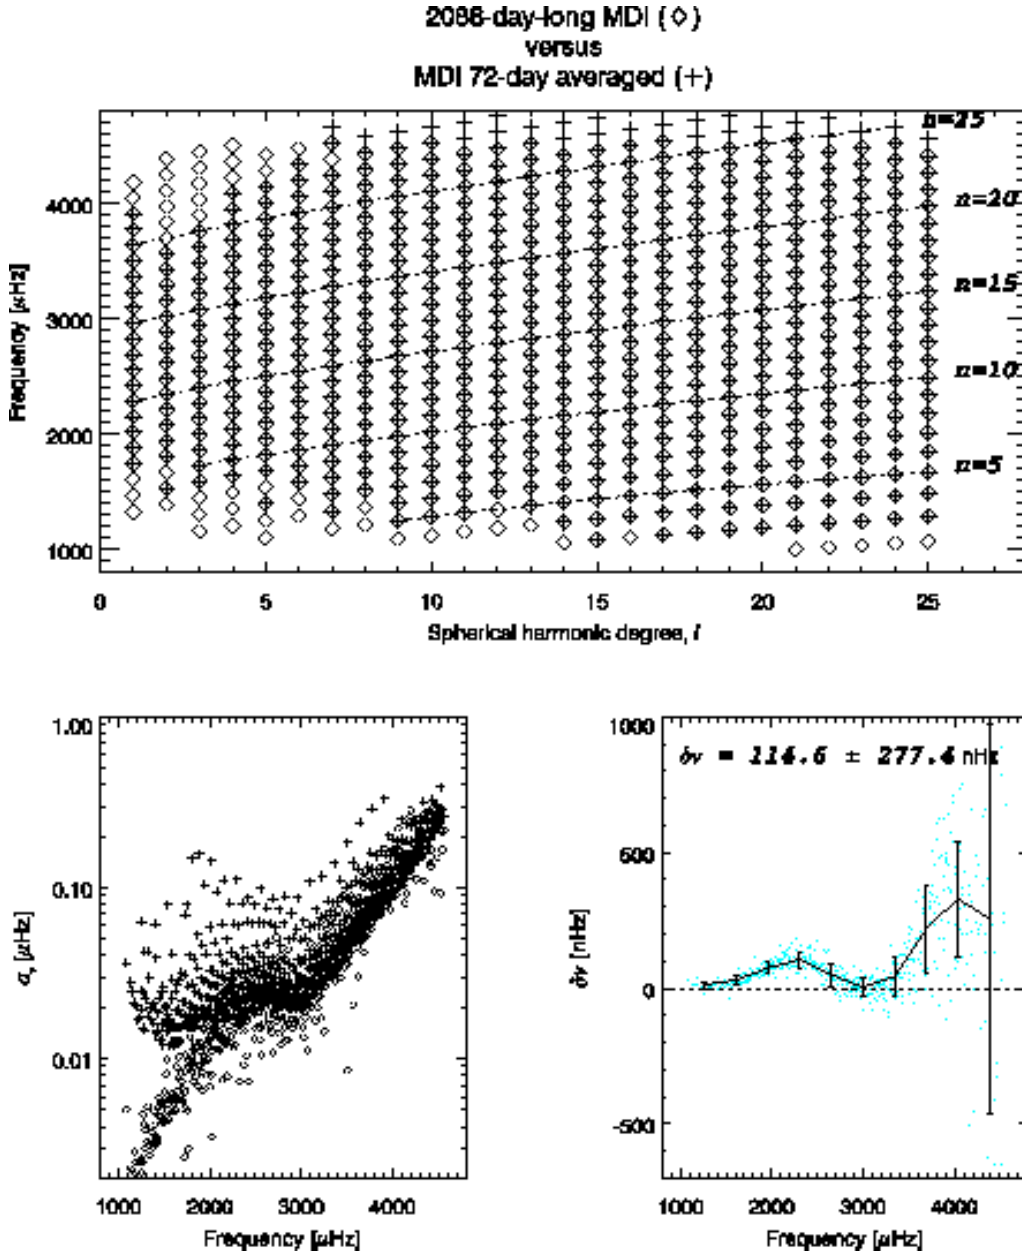 2088-day-long MDI (◇)
versus
MDI 72-day averaged (+)
n=25
n=20
n=15
n=10
n=5
4000
3000
2000
1000
Frequency [μHz]
0 5 10 15 20 25
Spherical harmonic degree, l
1.00
0.10
0.01
σᵥ [μHz]
1000 2000 3000 4000
Frequency [μHz]
δν = 114.6 ± 277.4 nHz
1000
500
0
-500
δν [nHz]
1000 2000 3000 4000
Frequency [μHz]